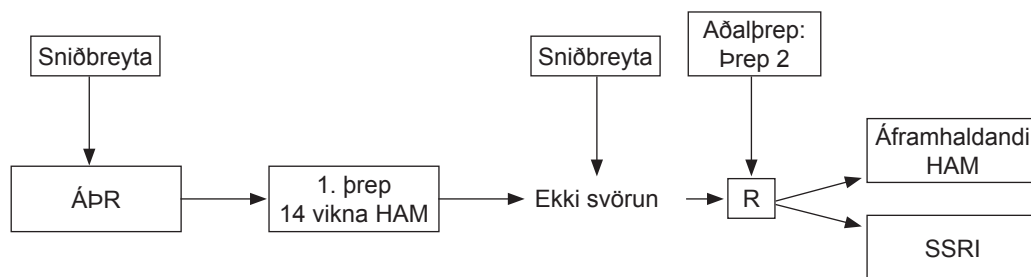 Sniðbreyta
Sniðbreyta
Aðalþrep:
Þrep 2
ÁÞR
1. þrep
14 vikna HAM
Ekki svörun
R
Áframhaldandi
HAM
SSRI